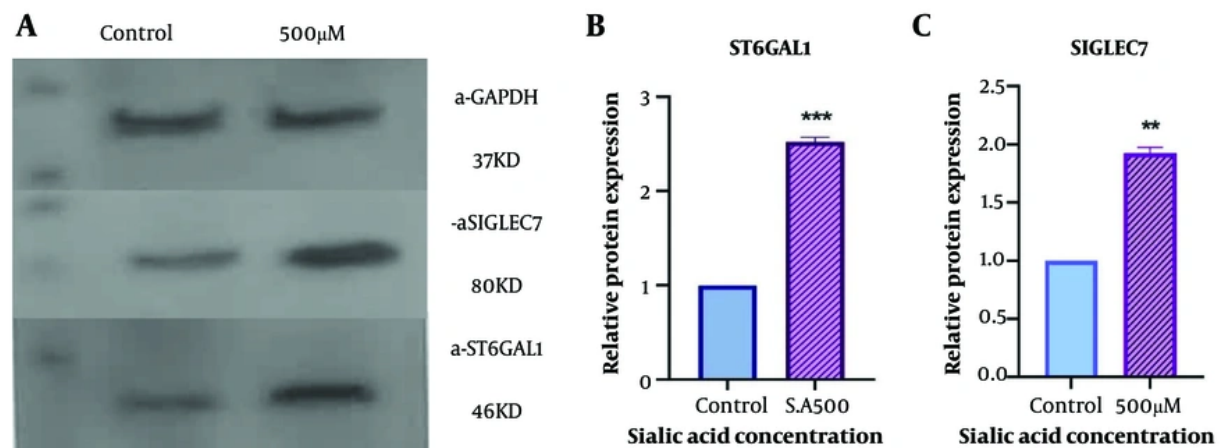 A
Control 500μM
a-GAPDH
37KD
-aSIGLEC7
80KD
a-ST6GAL1
46KD
B
ST6GAL1
Relative protein expression
3
2
1
0
***
Control S.A500
Sialic acid concentration
C
SIGLEC7
Relative protein expression
2.5
2.0
1.5
1.0
0.5
0.0
**
Control 500μM
Sialic acid concentration